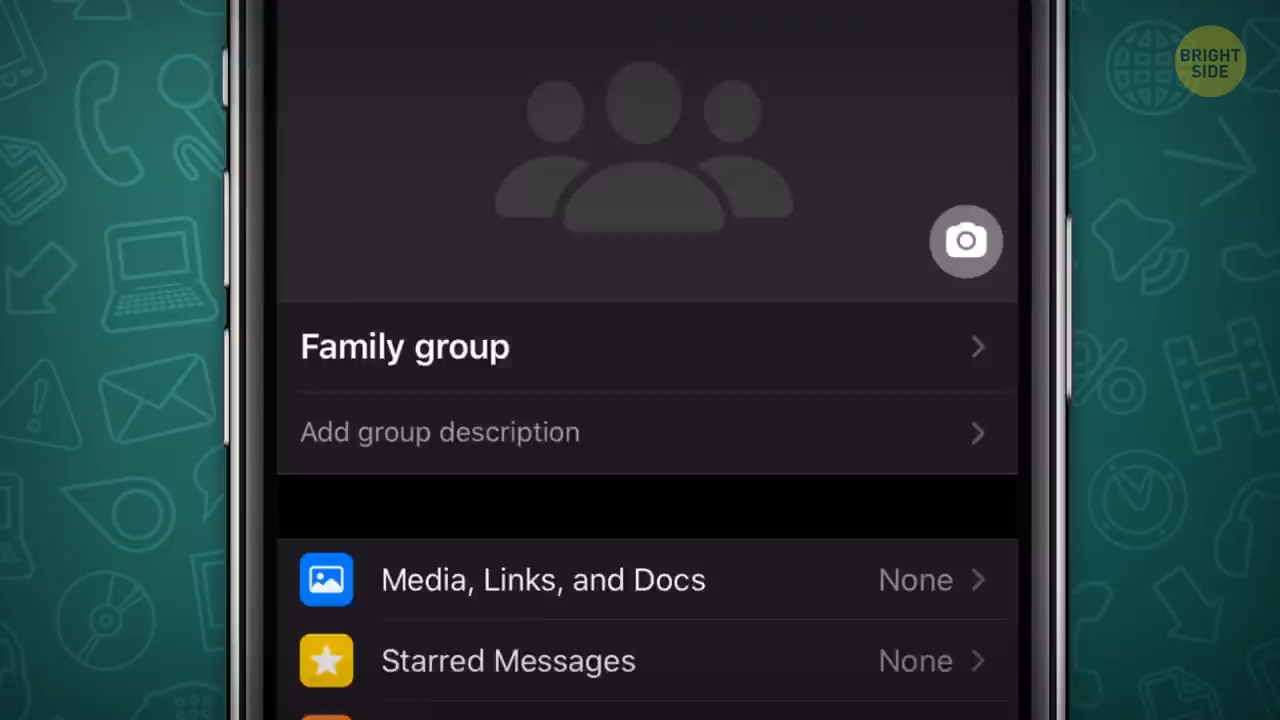 BRIGHT
SIDE
Family group
Add group description
Media, Links, and Docs None
Starred Messages None